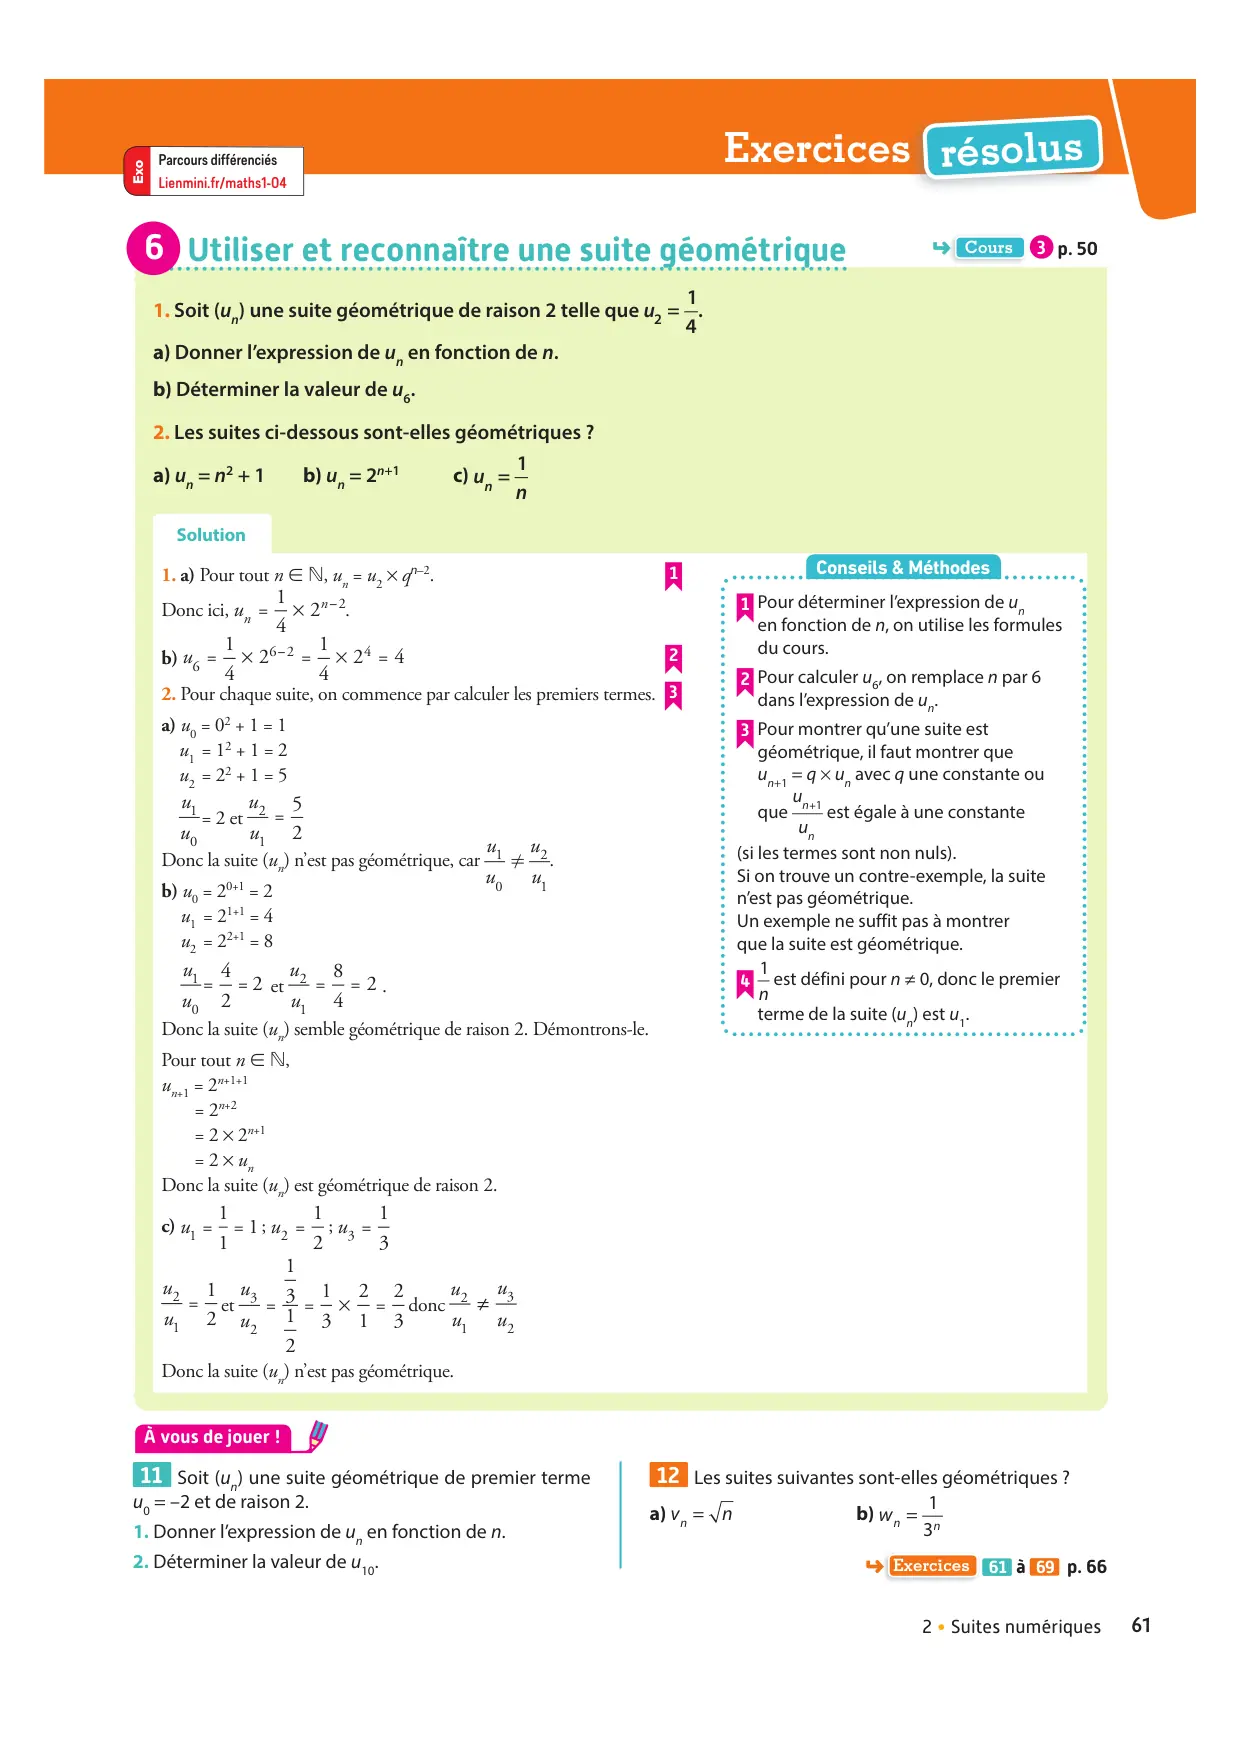 Exercices résolus
Exo
Parcours différenciés
Lienmini.fr/maths1-04
6 Utiliser et reconnaître une suite géométrique
↪ Cours 3 p. 50
1. Soit (uₙ) une suite géométrique de raison 2 telle que u₂ = 1/4.
a) Donner l’expression de uₙ en fonction de n.
b) Déterminer la valeur de u₆.
2. Les suites ci-dessous sont-elles géométriques ?
a) uₙ = n² + 1 b) uₙ = 2ⁿ⁺¹ c) uₙ = 1/n
Solution
1. a) Pour tout n ∈ ℕ, uₙ = u₂ × qⁿ⁻². 1
Donc ici, uₙ = 1/4 × 2ⁿ⁻².
b) u₆ = 1/4 × 2⁶⁻² = 1/4 × 2⁴ = 4 2
2. Pour chaque suite, on commence par calculer les premiers termes. 3
a) u₀ = 0² + 1 = 1
u₁ = 1² + 1 = 2
u₂ = 2² + 1 = 5
u₁/u₀ = 2 et u₂/u₁ = 5/2
Donc la suite (uₙ) n’est pas géométrique, car u₁/u₀ ≠ u₂/u₁.
b) u₀ = 2⁰⁺¹ = 2
u₁ = 2¹⁺¹ = 4
u₂ = 2²⁺¹ = 8
u₁/u₀ = 4/2 = 2 et u₂/u₁ = 8/4 = 2 .
Donc la suite (uₙ) semble géométrique de raison 2. Démontrons-le.
Pour tout n ∈ ℕ,
uₙ₊₁ = 2ⁿ⁺¹⁺¹
= 2ⁿ⁺²
= 2 × 2ⁿ⁺¹
= 2 × uₙ
Donc la suite (uₙ) est géométrique de raison 2.
c) u₁ = 1/1 = 1 ; u₂ = 1/2 ; u₃ = 1/3
u₂/u₁ = 1/2 et u₃/u₂ = (1/3)/(1/2) = 1/3 × 2/1 = 2/3 donc u₂/u₁ ≠ u₃/u₂
Donc la suite (uₙ) n’est pas géométrique.
Conseils & Méthodes
1 Pour déterminer l’expression de uₙ
en fonction de n, on utilise les formules
du cours.
2 Pour calculer u₆, on remplace n par 6
dans l’expression de uₙ.
3 Pour montrer qu’une suite est
géométrique, il faut montrer que
uₙ₊₁ = q × uₙ avec q une constante ou
que uₙ₊₁/uₙ est égale à une constante
(si les termes sont non nuls).
Si on trouve un contre-exemple, la suite
n’est pas géométrique.
Un exemple ne suffit pas à montrer
que la suite est géométrique.
4 1/n est défini pour n ≠ 0, donc le premier
terme de la suite (uₙ) est u₁.
À vous de jouer !
11 Soit (uₙ) une suite géométrique de premier terme
u₀ = –2 et de raison 2.
1. Donner l’expression de uₙ en fonction de n.
2. Déterminer la valeur de u₁₀.
12 Les suites suivantes sont-elles géométriques ?
a) vₙ = √n b) wₙ = 1/3ⁿ
↪ Exercices 61 à 69 p. 66
2 • Suites numériques 61